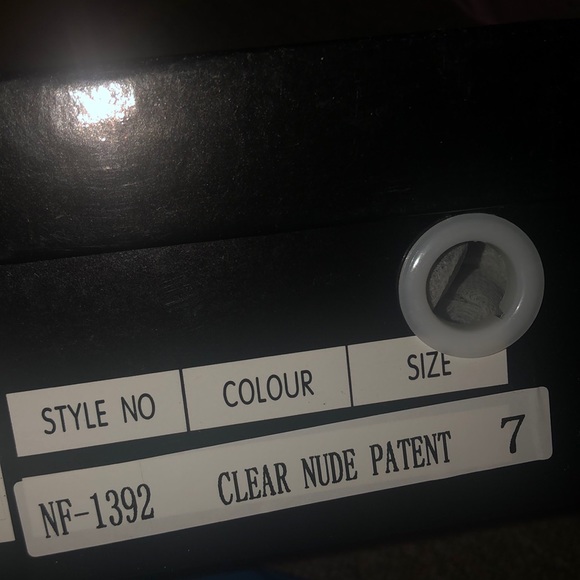 STYLE NO COLOUR SIZE
NF-1392 CLEAR NUDE PATENT 7